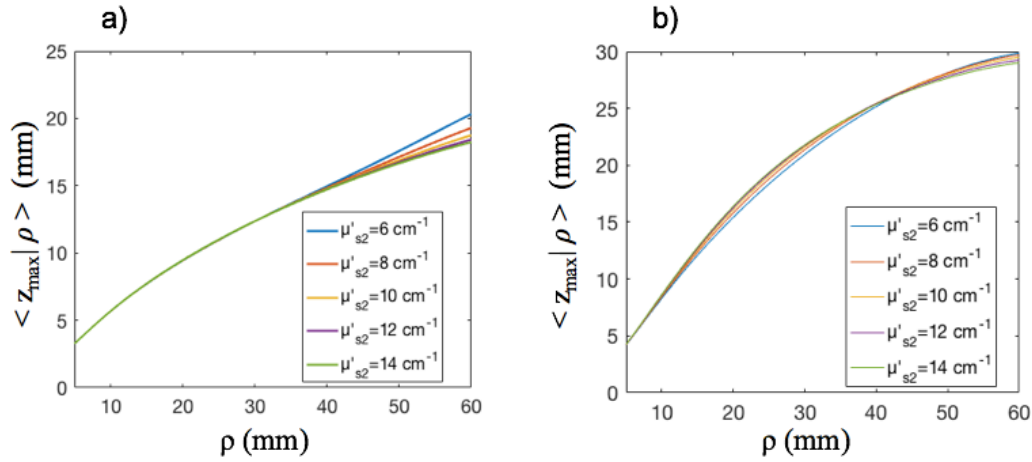 a)
25
20
15
10
5
0
10 20 30 40 50 60
ρ (mm)
< z_max | ρ > (mm)
μ'_s2=6 cm⁻¹
μ'_s2=8 cm⁻¹
μ'_s2=10 cm⁻¹
μ'_s2=12 cm⁻¹
μ'_s2=14 cm⁻¹
b)
30
25
20
15
10
5
0
10 20 30 40 50 60
ρ (mm)
< z_max | ρ > (mm)
μ'_s2=6 cm⁻¹
μ'_s2=8 cm⁻¹
μ'_s2=10 cm⁻¹
μ'_s2=12 cm⁻¹
μ'_s2=14 cm⁻¹